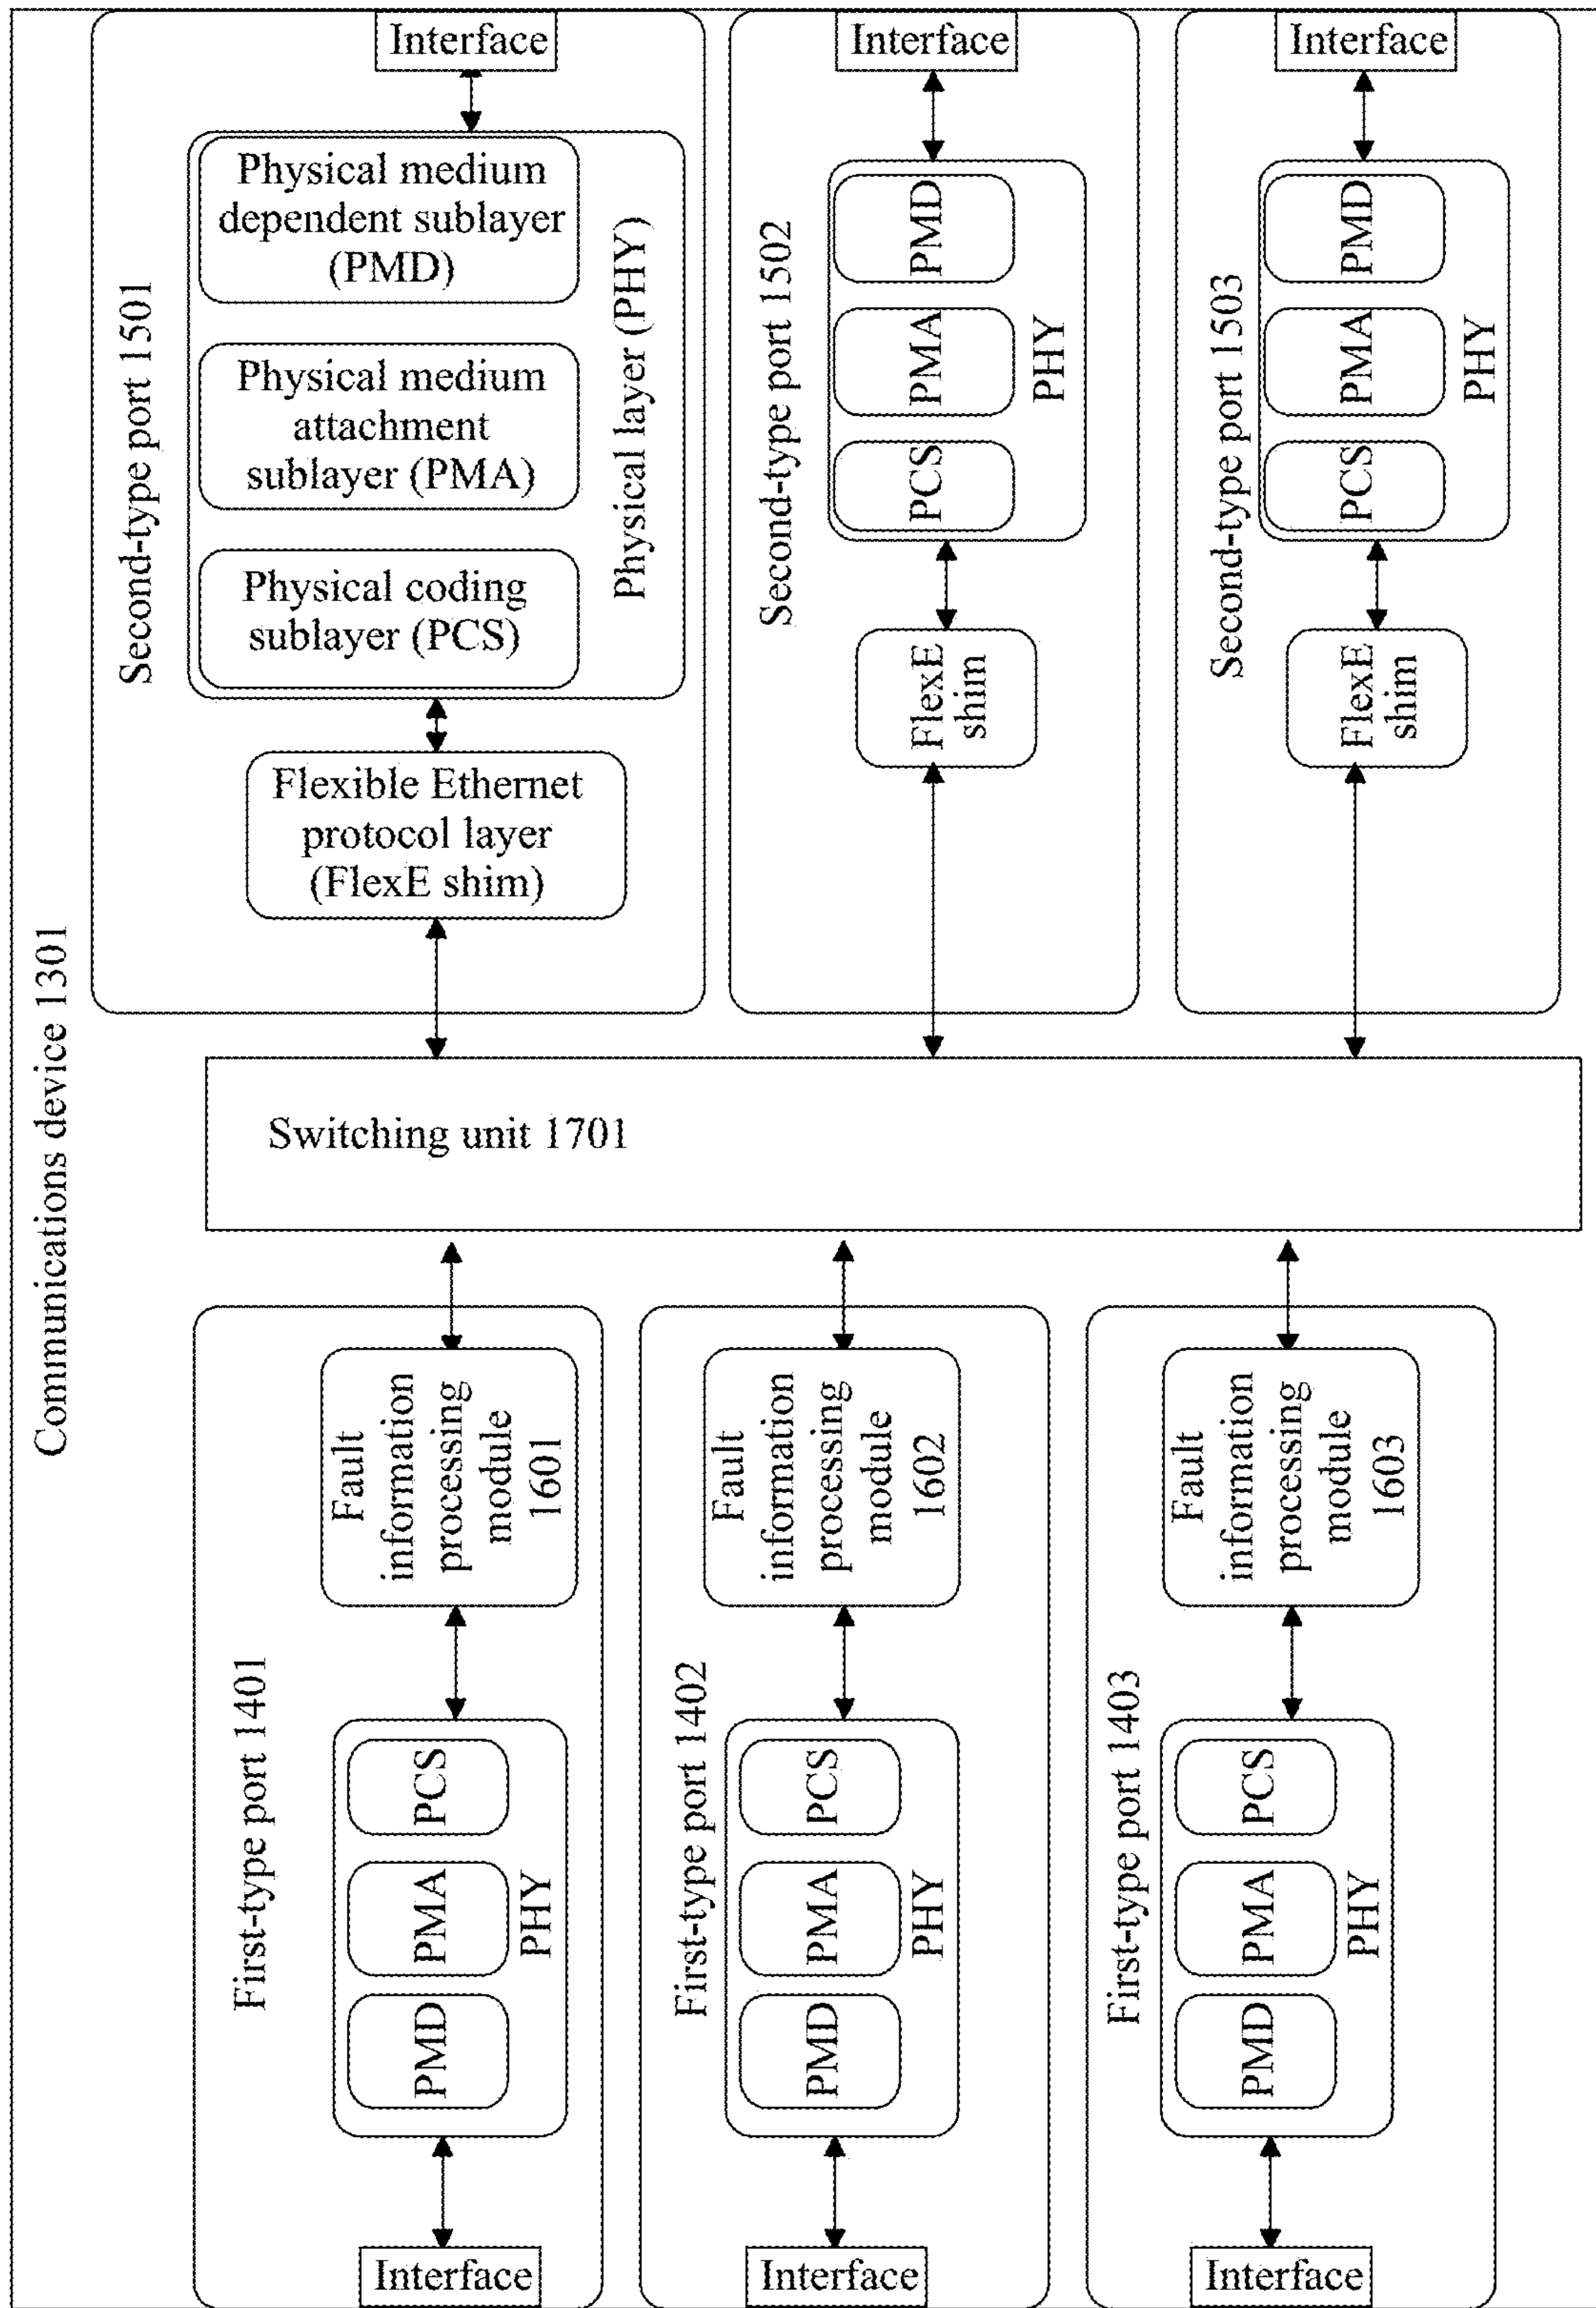 Communications device 1301
Second-type port 1501
Interface
Physical medium
dependent sublayer
(PMD)
Physical medium
attachment
sublayer (PMA)
Physical coding
sublayer (PCS)
Physical layer (PHY)
Flexible Ethernet
protocol layer
(FlexE shim)
Second-type port 1502
Interface
PMD
PMA
PCS
PHY
FlexE
shim
Second-type port 1503
Interface
PMD
PMA
PCS
PHY
FlexE
shim
Switching unit 1701
First-type port 1401
Fault
information
processing
module
1601
PCS
PMA
PMD
PHY
Interface
First-type port 1402
Fault
information
processing
module
1602
PCS
PMA
PMD
PHY
Interface
First-type port 1403
Fault
information
processing
module
1603
PCS
PMA
PMD
PHY
Interface